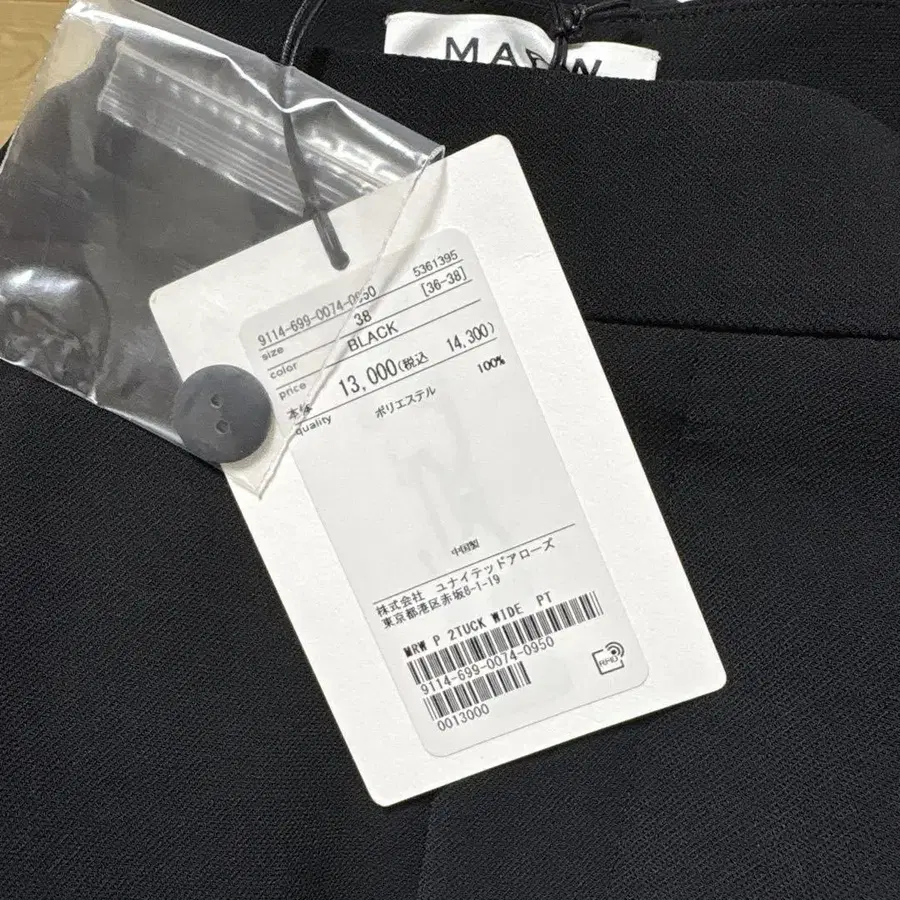 5361395
9114-699-0074-0950
size 38 [36-38]
color BLACK
price
本体 13,000(税込 14,300)
quality ポリエステル 100%
中国製
株式会社 ユナイテッドアローズ
東京都港区赤坂8-1-19
MRW P 2TUCK WIDE PT
9114-699-0074-0950
0013000
RFID